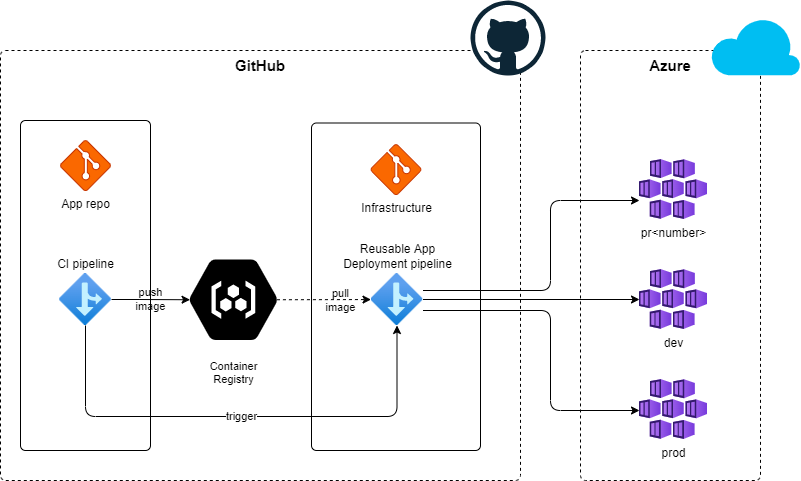 GitHub
Azure
App repo
Infrastructure
pr<number>
CI pipeline
Reusable App
Deployment pipeline
push
image
pull
image
dev
Container
Registry
trigger
prod